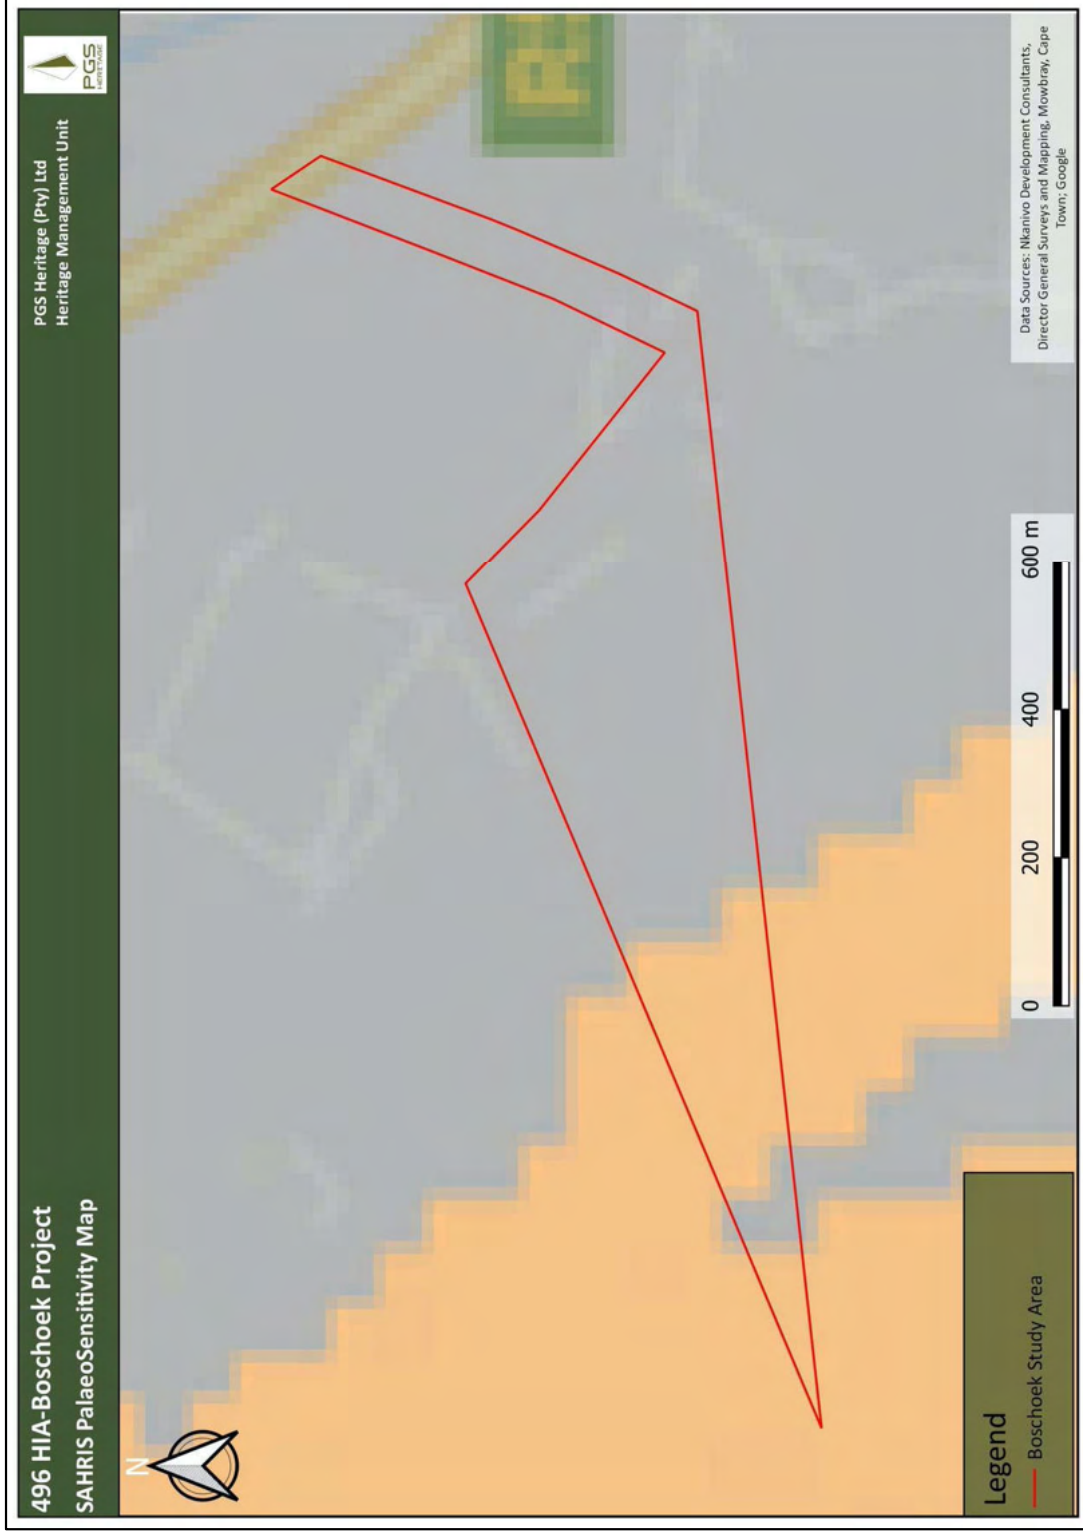 496 HIA-Boschoek Project
SAHRIS PalaeoSensitivity Map
PGS Heritage (Pty) Ltd
Heritage Management Unit
PGS
HERITAGE
N
Legend
Boschoek Study Area
0 200 400 600 m
Data Sources: Nkanivo Development Consultants,
Director General Surveys and Mapping, Mowbray, Cape
Town; Google